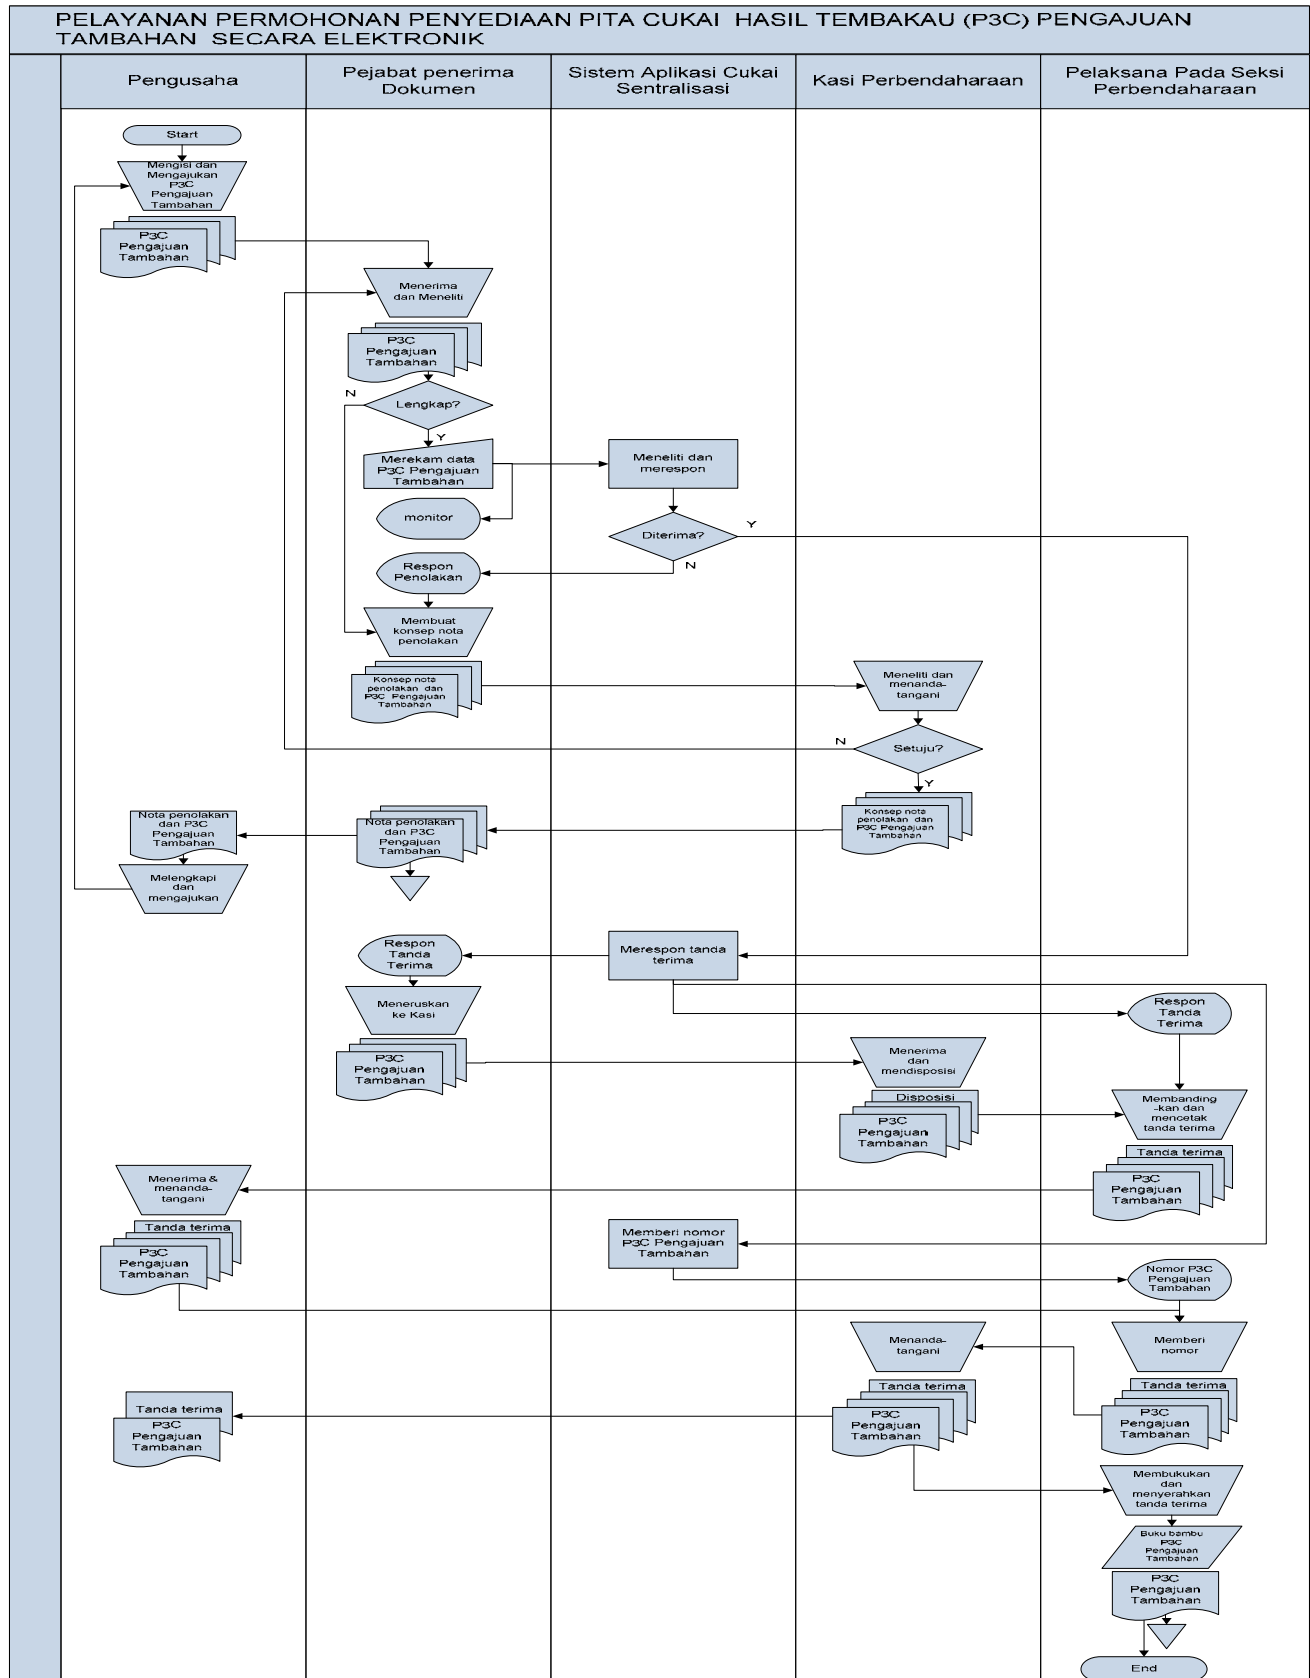 PELAYANAN PERMOHONAN PENYEDIAAN PITA CUKAI HASIL TEMBAKAU (P3C) PENGAJUAN
TAMBAHAN SECARA ELEKTRONIK
Pengusaha
Pejabat penerima
Dokumen
Sistem Aplikasi Cukai
Sentralisasi
Kasi Perbendaharaan
Pelaksana Pada Seksi
Perbendaharaan
Start
Mengisi dan
Mengajukan
P3C
Pengajuan
Tambahan
P3C
Pengajuan
Tambahan
Menerima
dan Meneliti
P3C
Pengajuan
Tambahan
N
Lengkap?
Y
Merekam data
P3C Pengajuan
Tambahan
Meneliti dan
merespon
monitor
Diterima?
Y
N
Respon
Penolakan
Membuat
konsep nota
penolakan
Konsep nota
penolakan dan
P3C Pengajuan
Tambahan
Meneliti dan
menanda-
tangani
N
Setuju?
Y
Konsep nota
penolakan dan
P3C Pengajuan
Tambahan
Nota penolakan
dan P3C
Pengajuan
Tambahan
Nota penolakan
dan P3C
Pengajuan
Tambahan
Melengkapi
dan
mengajukan
Respon
Tanda
Terima
Merespon tanda
terima
Meneruskan
ke Kasi
Respon
Tanda
Terima
P3C
Pengajuan
Tambahan
Menerima
dan
mendisposisi
Disposisi
P3C
Pengajuan
Tambahan
Membanding
-kan dan
mencetak
tanda terima
Tanda terima
P3C
Pengajuan
Tambahan
Menerima &
menanda-
tangani
Tanda terima
P3C
Pengajuan
Tambahan
Memberi nomor
P3C Pengajuan
Tambahan
Nomor P3C
Pengajuan
Tambahan
Memberi
nomor
Menanda-
tangani
Tanda terima
P3C
Pengajuan
Tambahan
Tanda terima
P3C
Pengajuan
Tambahan
Tanda terima
P3C
Pengajuan
Tambahan
Membukukan
dan
menyerahkan
tanda terima
Buku bambu
P3C
Pengajuan
Tambahan
P3C
Pengajuan
Tambahan
End